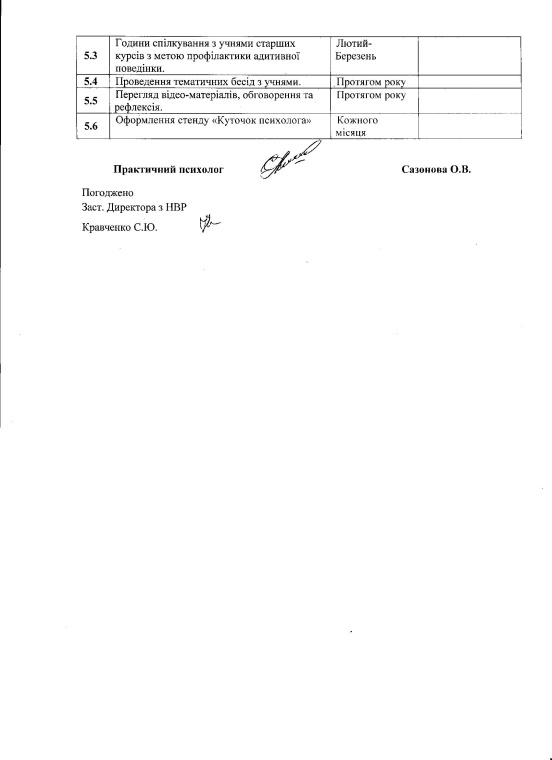 5.3 Години спілкування з учнями старших Лютий-
курсів з метою профілактики адитивної Березень
поведінки.
5.4 Проведення тематичних бесід з учнями. Протягом року
5.5 Перегляд відео-матеріалів, обговорення та Протягом року
рефлексія.
5.6 Оформлення стенду «Куточок психолога» Кожного
місяця
Практичний психолог Сазонова О.В.
Погоджено
Заст. Директора з НВР
Кравченко С.Ю.